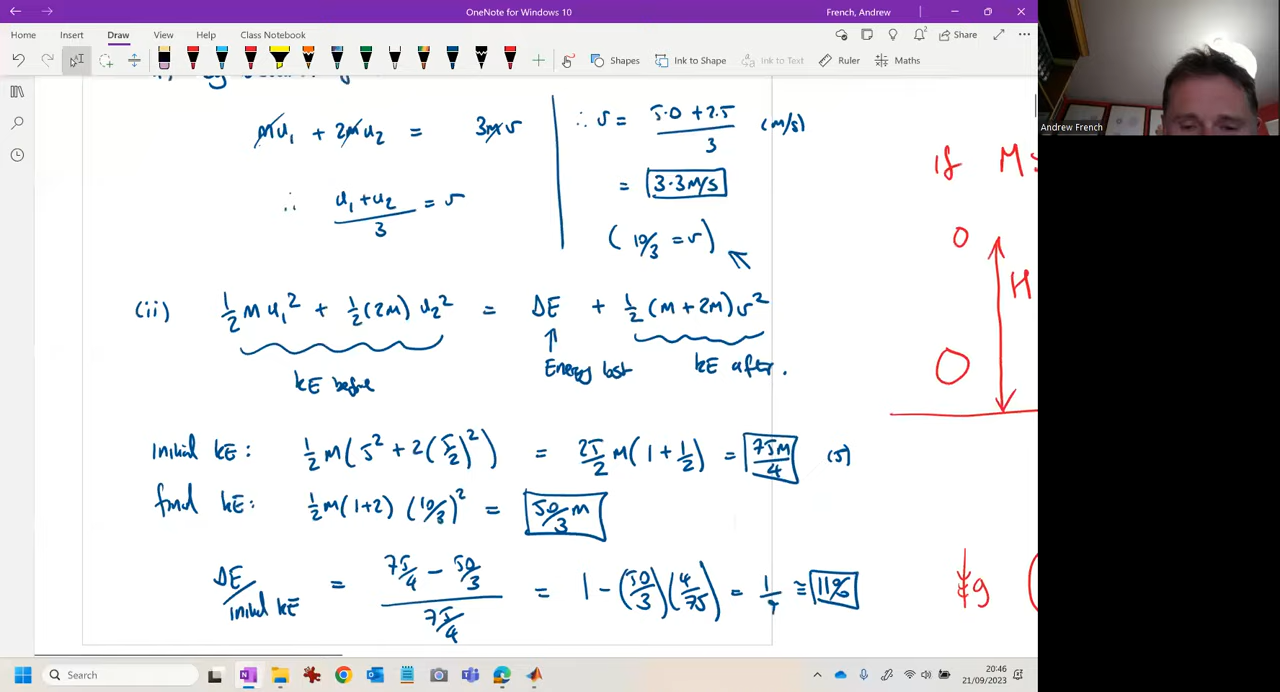 OneNote for Windows 10
French, Andrew
Home Insert Draw View Help Class Notebook
Share
Shapes Ink to Shape Ink to Text Ruler Maths
Andrew French
mu₁ + 2mu₂ = 3mv
∴ (u₁ + u₂)/3 = v
∴ v = (5.0 + 2.5)/3 (m/s)
= 3.3 m/s
(10/3 = v)
(ii) ½ m u₁² + ½ (2m) u₂² = ΔE + ½ (m + 2m) v²
KE before
Energy lost
KE after.
initial KE: ½ m (5² + 2(5/2)²) = 25/2 m (1 + ½) = 75m/4 (J)
final KE: ½ m (1+2) (10/3)² = 50/3 m
ΔE/initial KE = (75/4 − 50/3)/(75/4) = 1 − (50/3)(4/75) = 1/9 ≅ 11%
if M
H
g
Search
20:46
21/09/2023